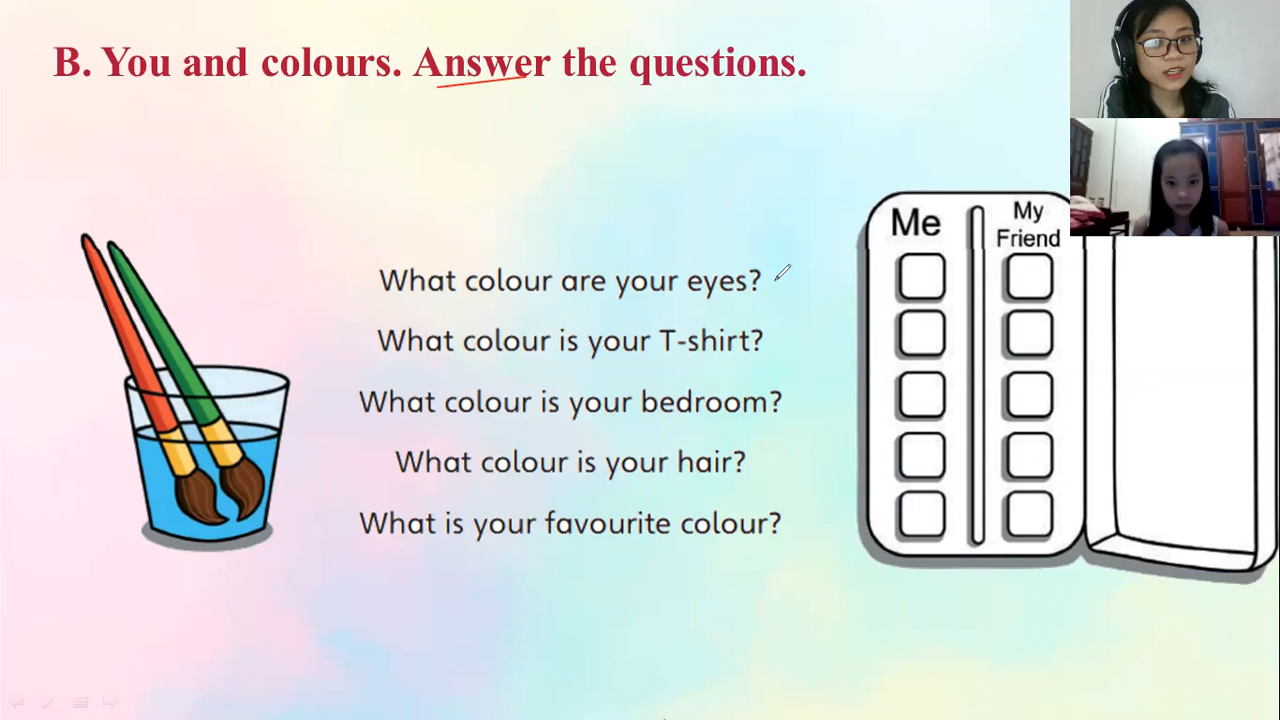 B. You and colours. Answer the questions.
Me
My
Friend
What colour are your eyes?
What colour is your T-shirt?
What colour is your bedroom?
What colour is your hair?
What is your favourite colour?